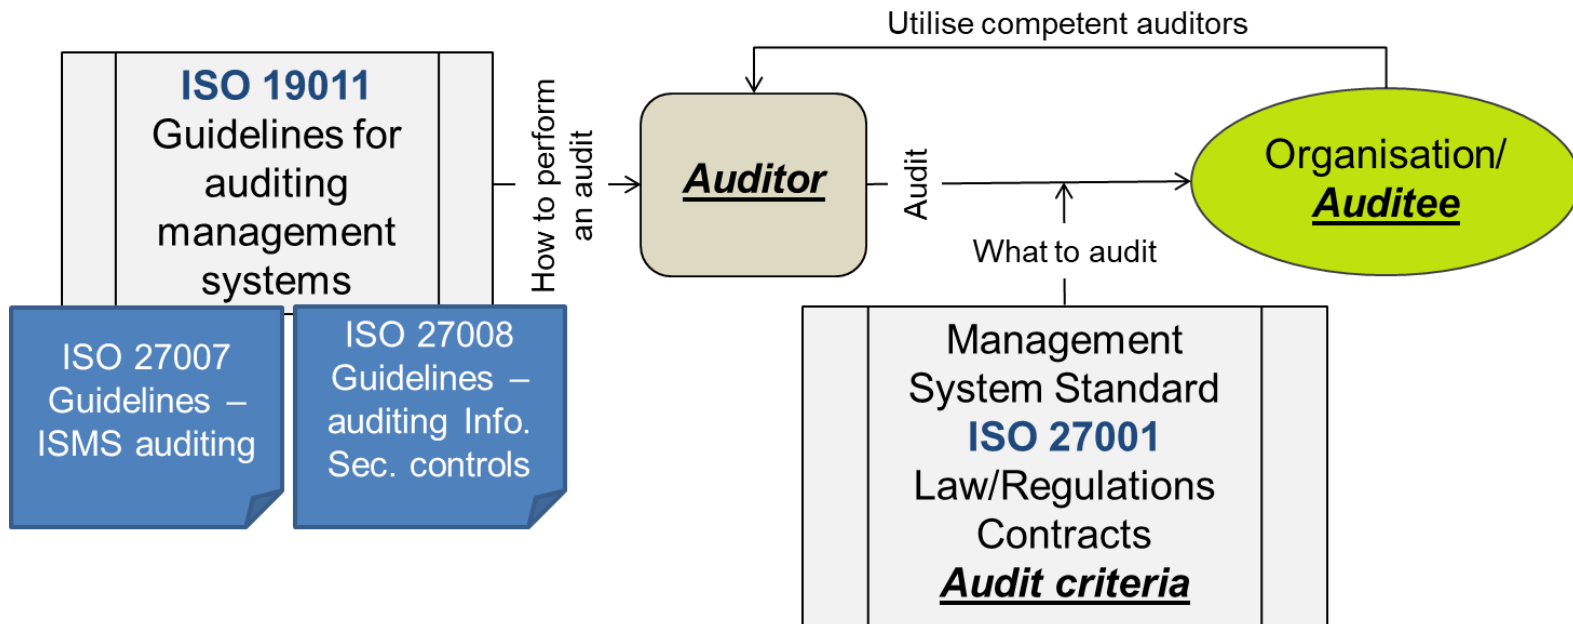 Utilise competent auditors
ISO 19011
Guidelines for
auditing
management
systems
ISO 27007
Guidelines –
ISMS auditing
ISO 27008
Guidelines –
auditing Info.
Sec. controls
How to perform
an audit
Auditor
Audit
Organisation/
Auditee
What to audit
Management
System Standard
ISO 27001
Law/Regulations
Contracts
Audit criteria